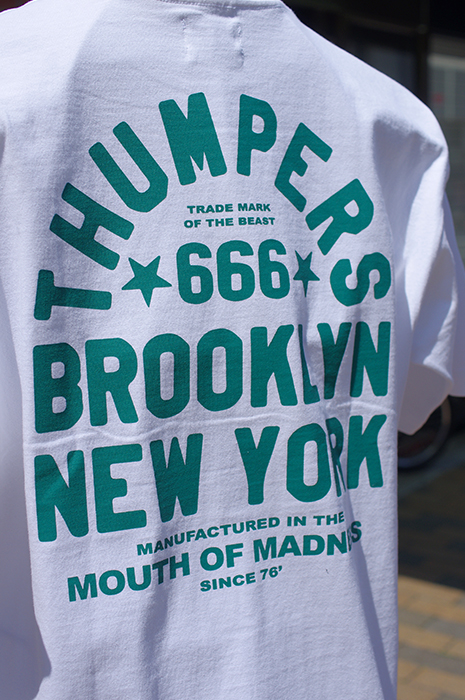 THUMPERS
TRADE MARK
OF THE BEAST
★666★
BROOKLYN
NEW YORK
MANUFACTURED IN THE
MOUTH OF MADNESS
SINCE 76'